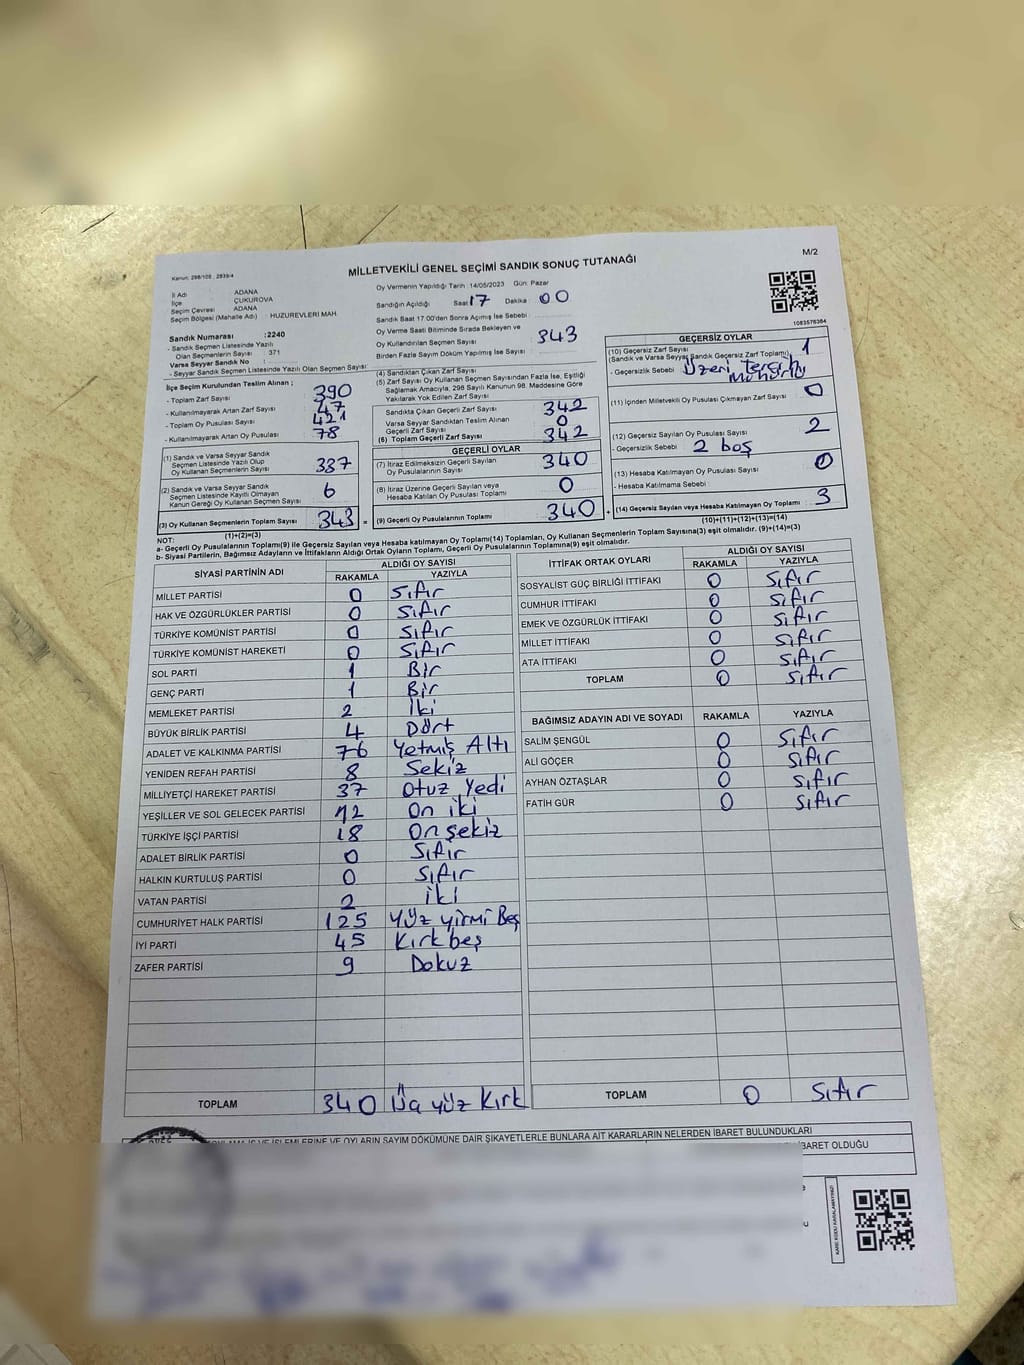 Kanun: 298/105 , 2839/4
MİLLETVEKİLİ GENEL SEÇİMİ SANDIK SONUÇ TUTANAĞI
M/2
İl Adı : ADANA
İlçe : ÇUKUROVA
Seçim Çevresi : ADANA
Seçim Bölgesi (Mahalle Adı) : HUZUREVLERİ MAH.
Oy Vermenin Yapıldığı Tarih : 14/05/2023 Gün: Pazar
Sandığın Açıldığı Saat 17 Dakika : 00
Sandık Saat 17:00'den Sonra Açılmış İse Sebebi :
Oy Verme Saati Bitiminde Sırada Bekleyen ve
Oy Kullandırılan Seçmen Sayısı
Birden Fazla Sayım Döküm Yapılmış İse Sayısı :
343
1083578384
Sandık Numarası : 2240
- Sandık Seçmen Listesinde Yazılı
Olan Seçmenlerin Sayısı : 371
Varsa Seyyar Sandık No :
- Seyyar Sandık Seçmen Listesinde Yazılı Olan Seçmen Sayısı:
İlçe Seçim Kurulundan Teslim Alınan ;
- Toplam Zarf Sayısı : 390
- Kullanılmayarak Artan Zarf Sayısı : 47
- Toplam Oy Pusulası Sayısı : 421
- Kullanılmayarak Artan Oy Pusulası : 78
(1) Sandık ve Varsa Seyyar Sandık
Seçmen Listesinde Yazılı Olup
Oy Kullanan Seçmenlerin Sayısı 337
(2) Sandık ve Varsa Seyyar Sandık
Seçmen Listesinde Kayıtlı Olmayan
Kanun Gereği Oy Kullanan Seçmen Sayısı 6
(3) Oy Kullanan Seçmenlerin Toplam Sayısı 343 =
(1)+(2)=(3)
(4) Sandıktan Çıkan Zarf Sayısı
(5) Zarf Sayısı Oy Kullanan Seçmen Sayısından Fazla İse, Eşitliği
Sağlamak Amacıyla, 298 Sayılı Kanunun 98. Maddesine Göre
Yakılarak Yok Edilen Zarf Sayısı
Sandıkta Çıkan Geçerli Zarf Sayısı 342
Varsa Seyyar Sandıktan Teslim Alınan
Geçerli Zarf Sayısı 0
(6) Toplam Geçerli Zarf Sayısı 342
GEÇERLİ OYLAR
(7) İtiraz Edilmeksizin Geçerli Sayılan
Oy Pusulalarının Sayısı 340
(8) İtiraz Üzerine Geçerli Sayılan veya
Hesaba Katılan Oy Pusulası Toplamı 0
(9) Geçerli Oy Pusulalarının Toplamı 340 +
GEÇERSİZ OYLAR
(10) Geçersiz Zarf Sayısı 1
(Sandık ve Varsa Seyyar Sandık Geçersiz Zarf Toplamı)
- Geçersizlik Sebebi : Üzeri Tercih
Mühürlü
(11) İçinden Milletvekili Oy Pusulası Çıkmayan Zarf Sayısı 0
(12) Geçersiz Sayılan Oy Pusulası Sayısı 2
- Geçersizlik Sebebi 2 boş
(13) Hesaba Katılmayan Oy Pusulası Sayısı 0
- Hesaba Katılmama Sebebi :
(14) Geçersiz Sayılan veya Hesaba Katılmayan Oy Toplamı 3
(10)+(11)+(12)+(13)=(14)
NOT:
a- Geçerli Oy Pusulalarının Toplamı(9) ile Geçersiz Sayılan veya Hesaba katılmayan Oy Toplamı(14) Toplamları, Oy Kullanan Seçmenlerin Toplam Sayısına(3) eşit olmalıdır. (9)+(14)=(3)
b- Siyasi Partilerin, Bağımsız Adayların ve İttifakların Aldığı Ortak Oyların Toplamı, Geçerli Oy Pusulalarının Toplamına(9) eşit olmalıdır.
SİYASİ PARTİNİN ADI ALDIĞI OY SAYISI
RAKAMLA YAZIYLA
MİLLET PARTİSİ 0 Sıfır
HAK VE ÖZGÜRLÜKLER PARTİSİ 0 Sıfır
TÜRKİYE KOMÜNİST PARTİSİ 0 Sıfır
TÜRKİYE KOMÜNİST HAREKETİ 0 Sıfır
SOL PARTİ 1 Bir
GENÇ PARTİ 1 Bir
MEMLEKET PARTİSİ 2 İki
BÜYÜK BİRLİK PARTİSİ 4 Dört
ADALET VE KALKINMA PARTİSİ 76 Yetmiş Altı
YENİDEN REFAH PARTİSİ 8 Sekiz
MİLLİYETÇİ HAREKET PARTİSİ 37 Otuz Yedi
YEŞİLLER VE SOL GELECEK PARTİSİ 12 On iki
TÜRKİYE İŞÇİ PARTİSİ 18 On sekiz
ADALET BİRLİK PARTİSİ 0 Sıfır
HALKIN KURTULUŞ PARTİSİ 0 Sıfır
VATAN PARTİSİ 2 iki
CUMHURİYET HALK PARTİSİ 125 Yüz yirmi Beş
İYİ PARTİ 45 Kırk beş
ZAFER PARTİSİ 9 Dokuz
TOPLAM 340 Üç yüz Kırk
İTTİFAK ORTAK OYLARI ALDIĞI OY SAYISI
RAKAMLA YAZIYLA
SOSYALİST GÜÇ BİRLİĞİ İTTİFAKI 0 Sıfır
CUMHUR İTTİFAKI 0 Sıfır
EMEK VE ÖZGÜRLÜK İTTİFAKI 0 Sıfır
MİLLET İTTİFAKI 0 Sıfır
ATA İTTİFAKI 0 Sıfır
TOPLAM 0 Sıfır
BAĞIMSIZ ADAYIN ADI VE SOYADI RAKAMLA YAZIYLA
SALİM ŞENGÜL 0 Sıfır
ALİ GÖÇER 0 Sıfır
AYHAN ÖZTAŞLAR 0 Sıfır
FATİH GÜR 0 Sıfır
TOPLAM 0 Sıfır
İŞLEMLERİNE VE OYLARIN SAYIM DÖKÜMÜNE DAİR ŞİKAYETLERLE BUNLARA AİT KARARLARIN NELERDEN İBARET BULUNDUKLARI
İBARET OLDUĞU